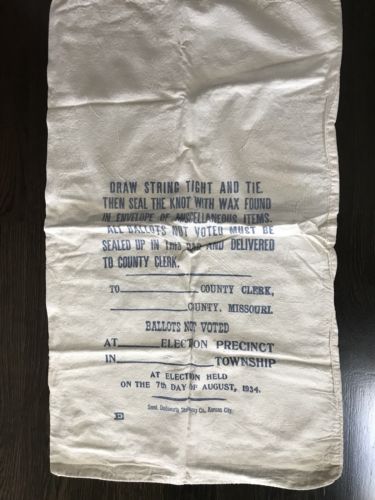 DRAW STRING TIGHT AND TIE.
THEN SEAL THE KNOT WITH WAX FOUND
IN ENVELOPE OF MISCELLANEOUS ITEMS.
ALL BALLOTS NOT VOTED MUST BE
SEALED UP IN THIS BAG AND DELIVERED
TO COUNTY CLERK.
TO COUNTY CLERK,
COUNTY, MISSOURI.
BALLOTS NOT VOTED
AT ELECTION PRECINCT
IN TOWNSHIP
AT ELECTION HELD
ON THE 7th DAY OF AUGUST, 1934.
Co., Kansas City.